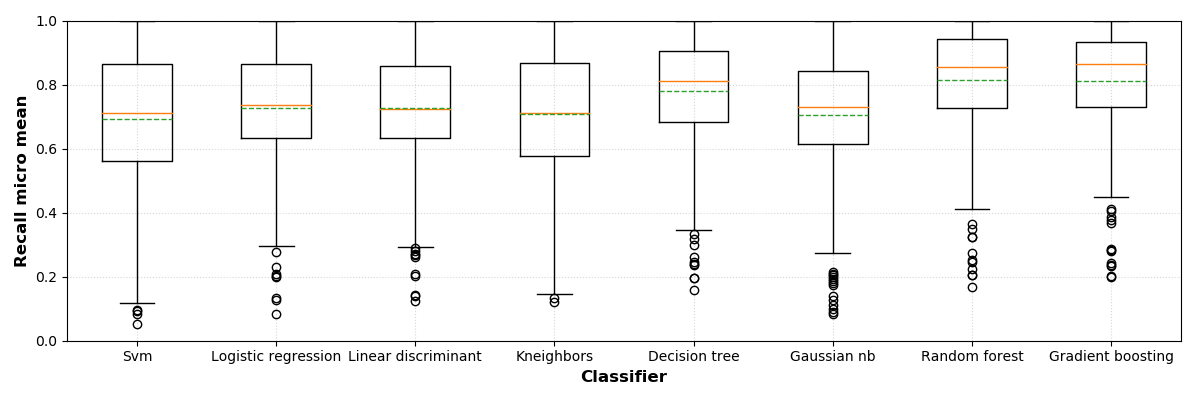 1.0
0.8
0.6
0.4
0.2
0.0
Recall micro mean
Svm Logistic regression Linear discriminant Kneighbors Decision tree Gaussian nb Random forest Gradient boosting
Classifier